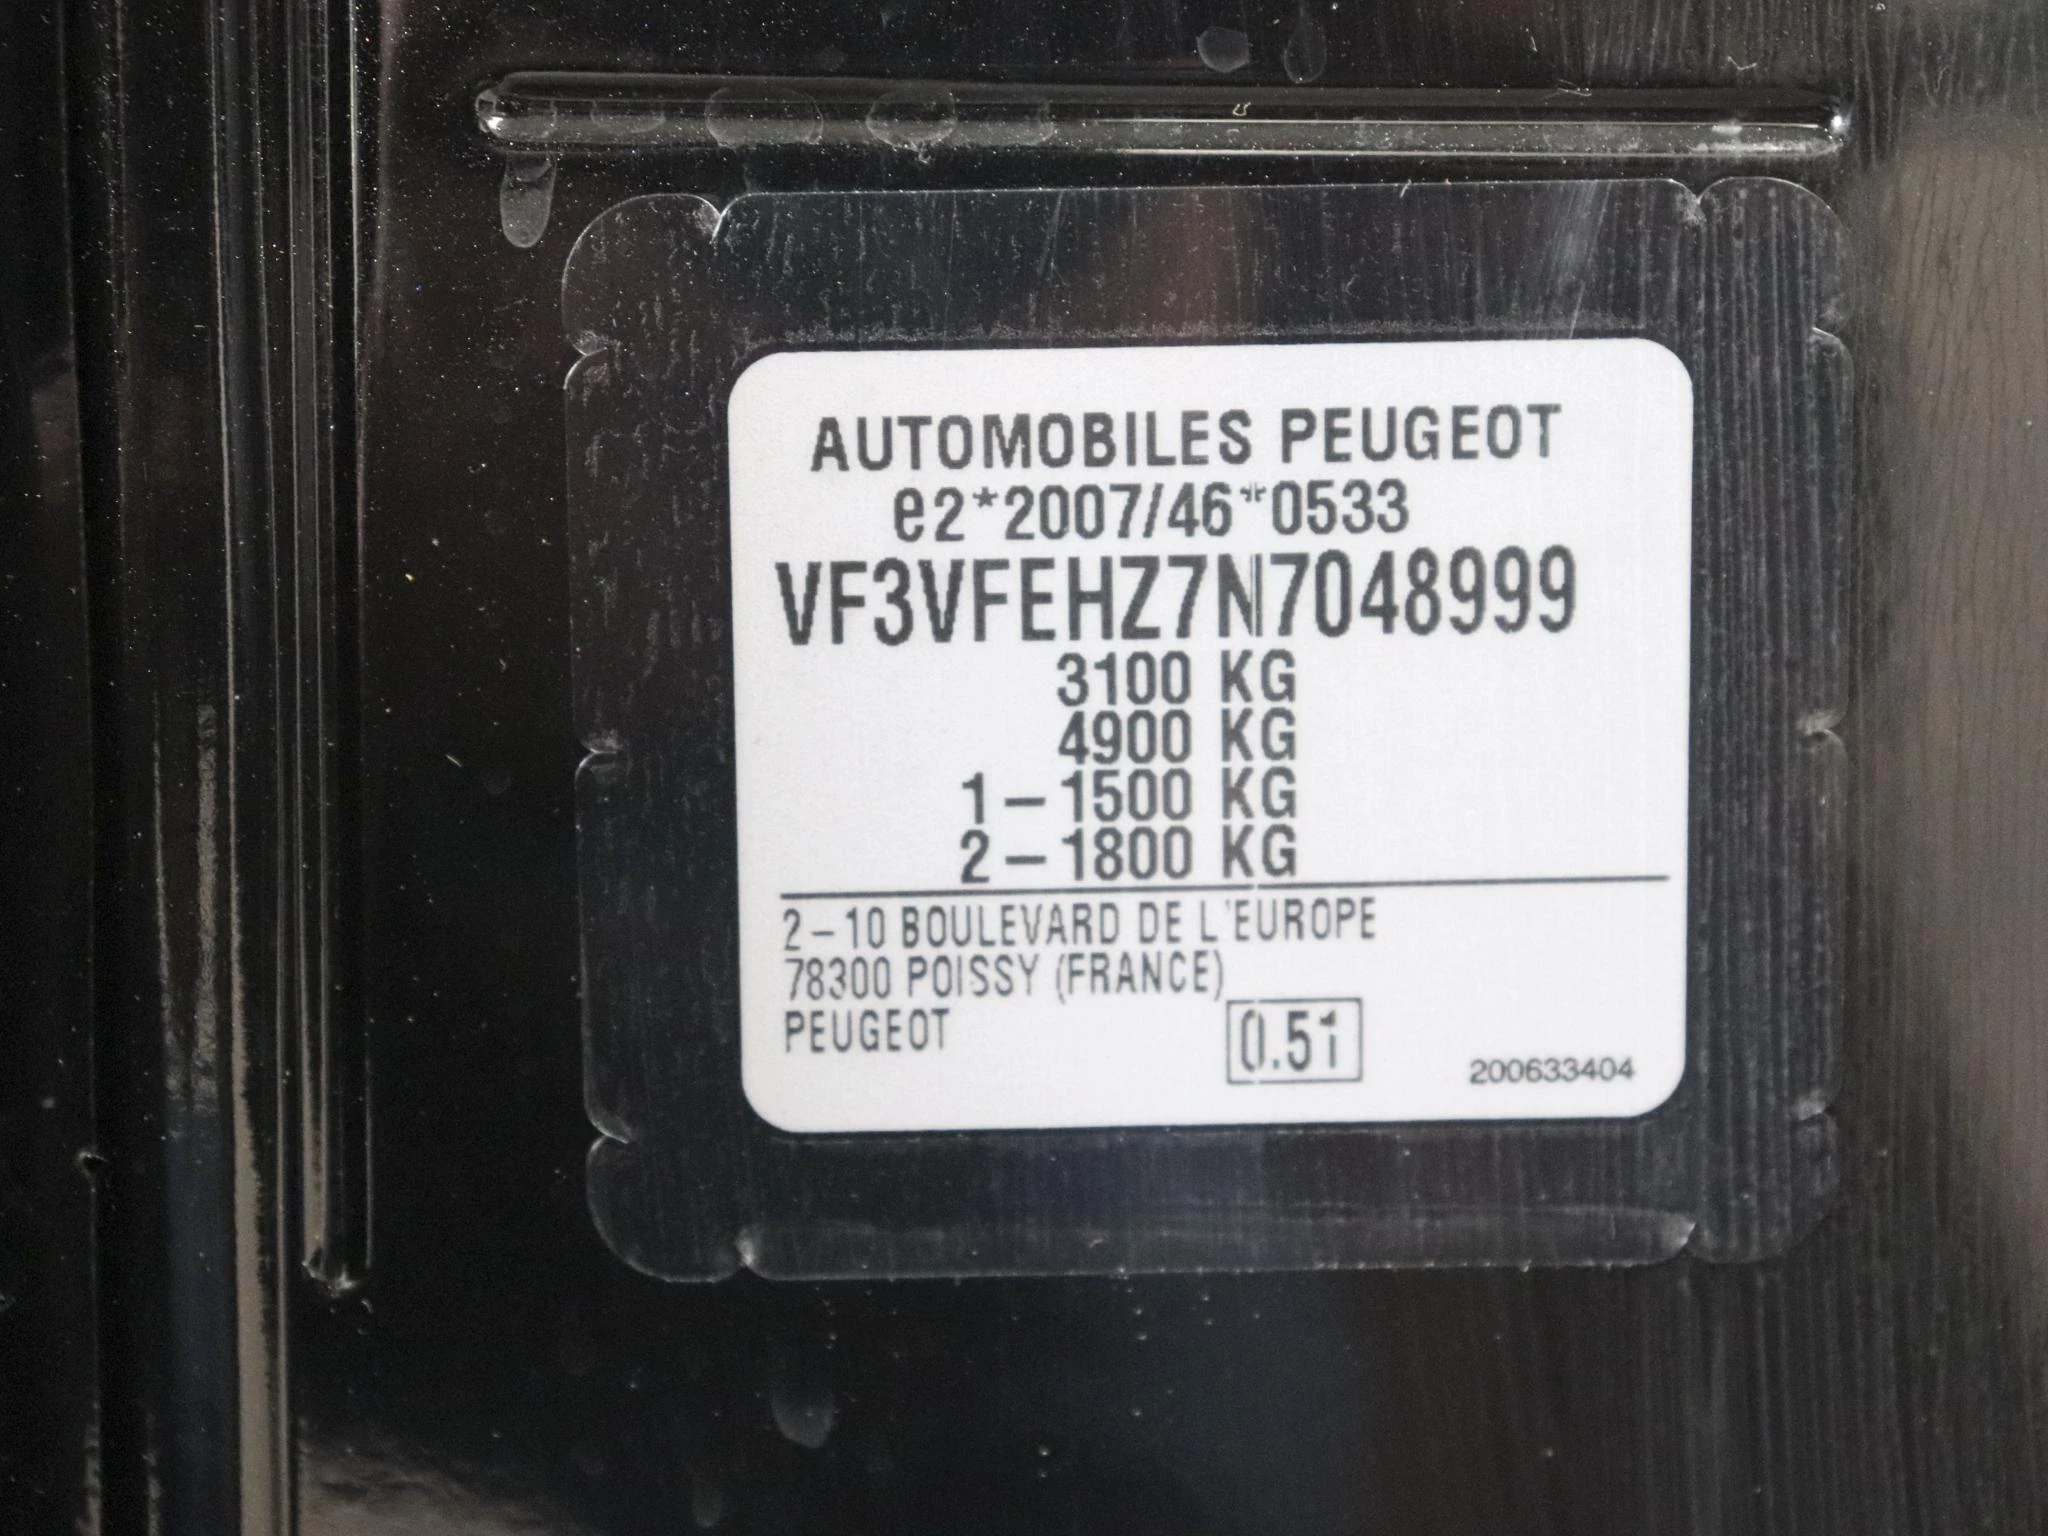 AUTOMOBILES PEUGEOT
e2*2007/46*0533
VF3VFEHZ7N7048999
3100 KG
4900 KG
1 – 1500 KG
2 – 1800 KG
2 – 10 BOULEVARD DE L'EUROPE
78300 POISSY (FRANCE)
PEUGEOT
0.51
200633404